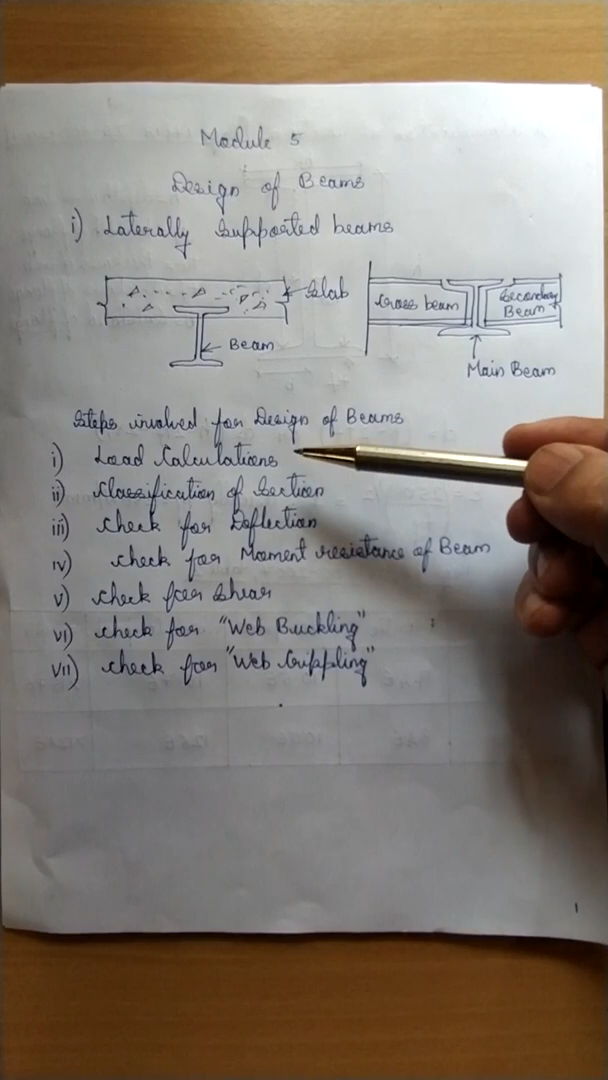 Module 5
Design of Beams
i) Laterally supported beams
Slab
Beam
Cross beam
Secondary
Beam
Main Beam
Steps involved for Design of Beams
i) Load Calculations
ii) Classification of Section
iii) check for Deflection
iv) check for Moment resistance of Beam
v) check for shear
vi) check for "Web Buckling"
vii) check for "Web Crippling"
1